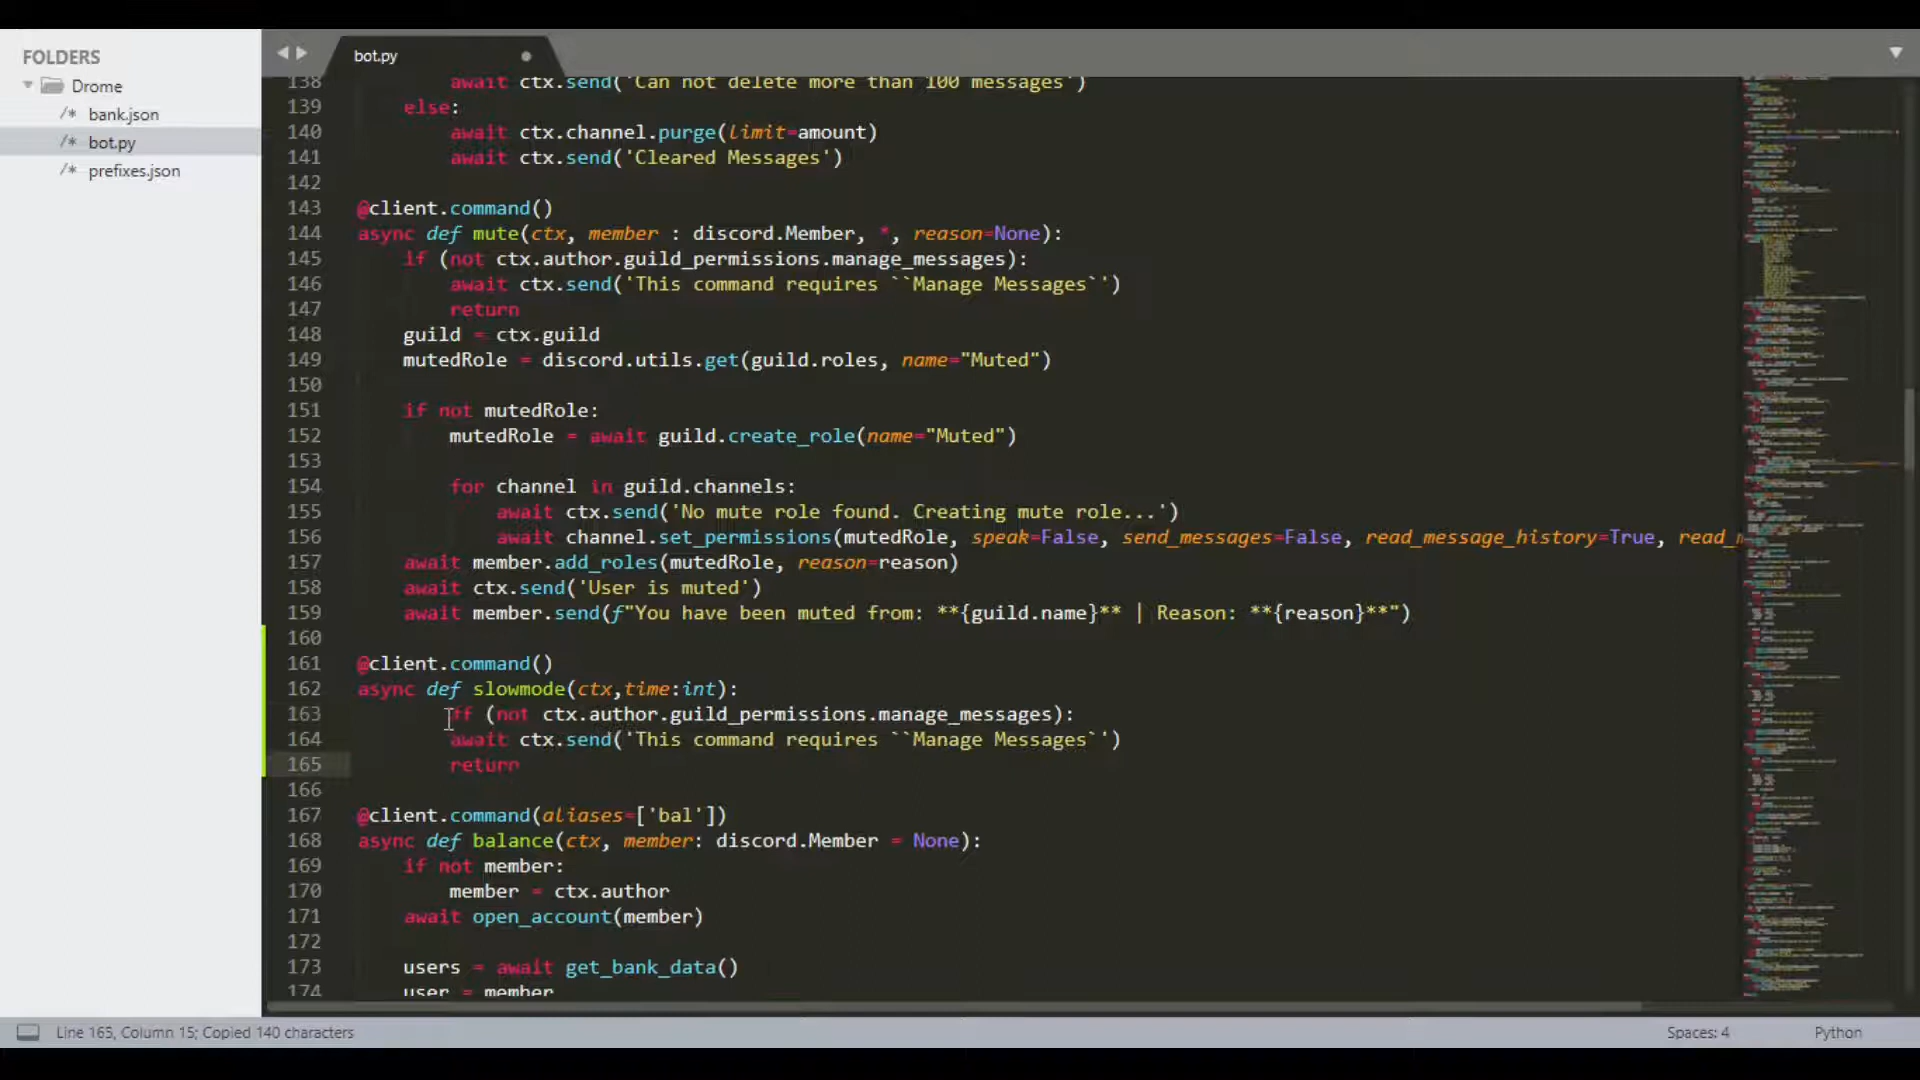 FOLDERS
Drome
/* bank.json
/* bot.py
/* prefixes.json
bot.py
138 await ctx.send('Can not delete more than 100 messages')
139 else:
140 await ctx.channel.purge(limit=amount)
141 await ctx.send('Cleared Messages')
142
143 @client.command()
144 async def mute(ctx, member : discord.Member, *, reason=None):
145 if (not ctx.author.guild_permissions.manage_messages):
146 await ctx.send('This command requires ``Manage Messages``')
147 return
148 guild = ctx.guild
149 mutedRole = discord.utils.get(guild.roles, name="Muted")
150
151 if not mutedRole:
152 mutedRole = await guild.create_role(name="Muted")
153
154 for channel in guild.channels:
155 await ctx.send('No mute role found. Creating mute role...')
156 await channel.set_permissions(mutedRole, speak=False, send_messages=False, read_message_history=True, read_m
157 await member.add_roles(mutedRole, reason=reason)
158 await ctx.send('User is muted')
159 await member.send(f"You have been muted from: **{guild.name}** | Reason: **{reason}**")
160
161 @client.command()
162 async def slowmode(ctx,time:int):
163 if (not ctx.author.guild_permissions.manage_messages):
164 await ctx.send('This command requires ``Manage Messages``')
165 return
166
167 @client.command(aliases=['bal'])
168 async def balance(ctx, member: discord.Member = None):
169 if not member:
170 member = ctx.author
171 await open_account(member)
172
173 users = await get_bank_data()
174 user = member
Line 165, Column 15; Copied 140 characters
Spaces: 4
Python